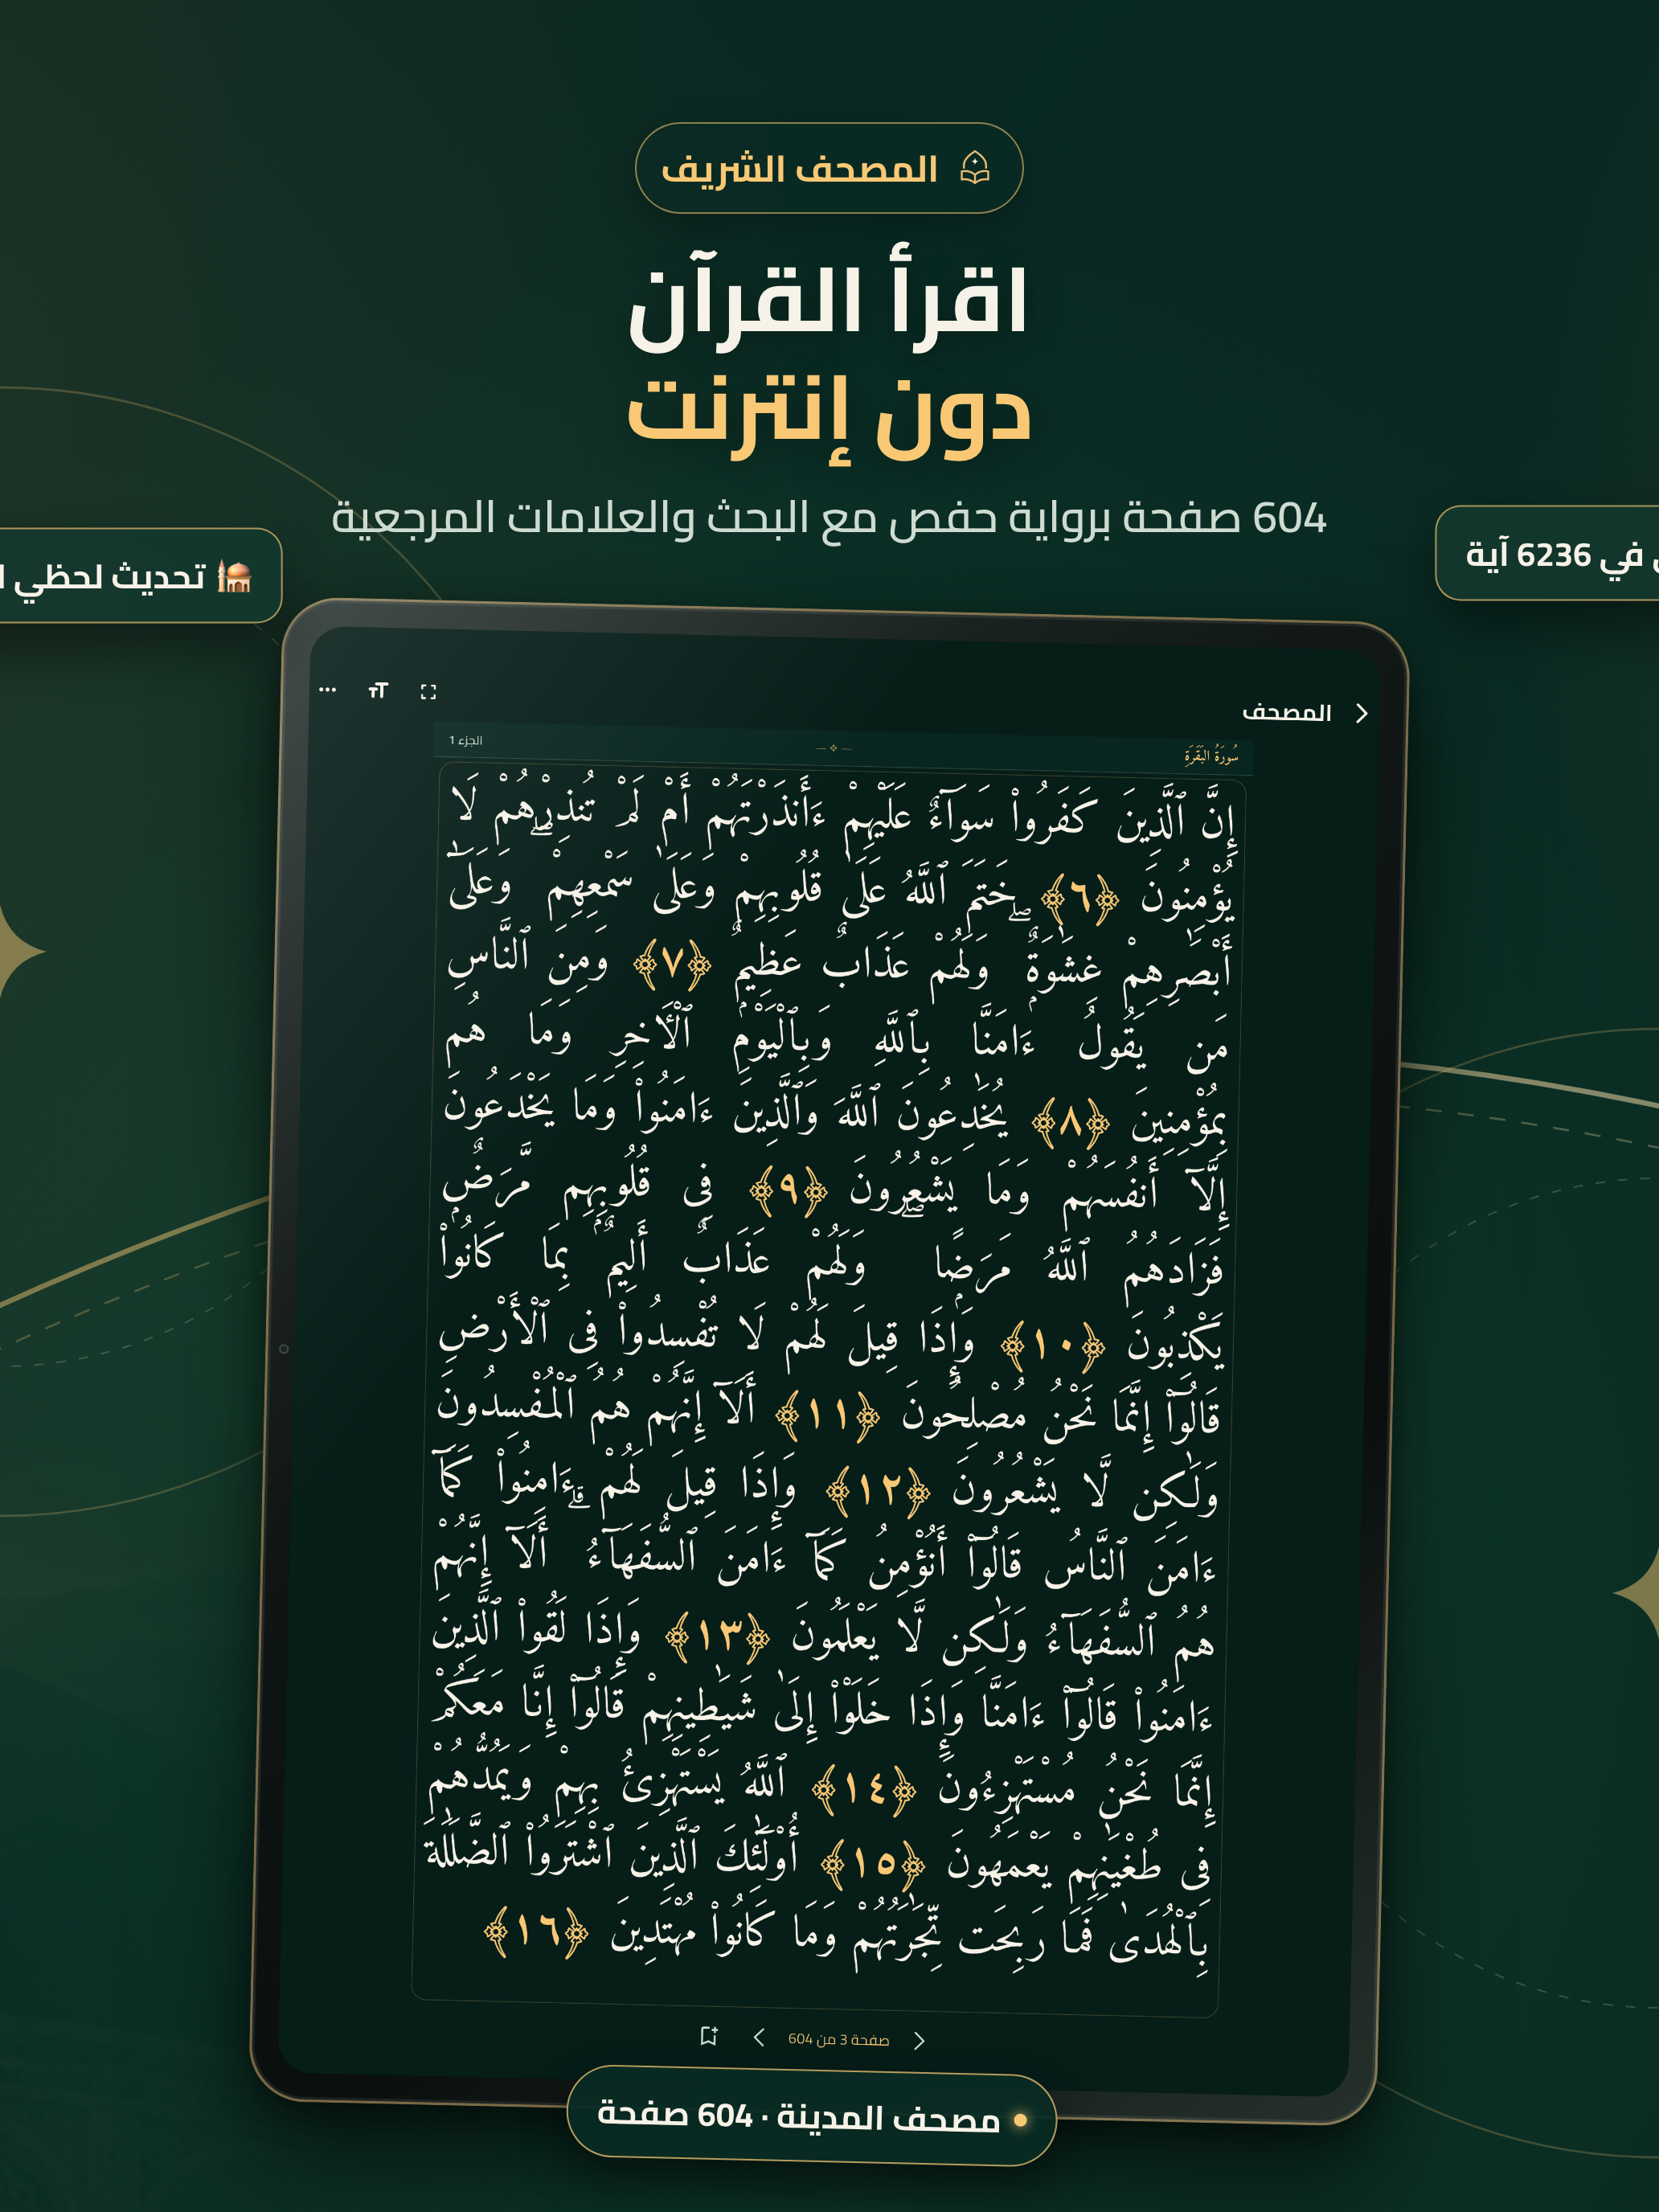 المصحف الشريف
اقرأ القرآن
دون إنترنت
604 صفحة برواية حفص مع البحث والعلامات المرجعية
في 6236 آية
تحديث لحظي
المصحف
سُورَةُ البَقَرَةِ
الجزء 1
إِنَّ ٱلَّذِينَ كَفَرُوا۟ سَوَآءٌ عَلَيْهِمْ ءَأَنذَرْتَهُمْ أَمْ لَمْ تُنذِرْهُمْ لَا
يُؤْمِنُونَ ﴿٦﴾ خَتَمَ ٱللَّهُ عَلَىٰ قُلُوبِهِمْ وَعَلَىٰ سَمْعِهِمْ ۖ وَعَلَىٰٓ
أَبْصَـٰرِهِمْ غِشَـٰوَةٌ ۖ وَلَهُمْ عَذَابٌ عَظِيمٌ ﴿٧﴾ وَمِنَ ٱلنَّاسِ
مَن يَقُولُ ءَامَنَّا بِٱللَّهِ وَبِٱلْيَوْمِ ٱلْـَٔاخِرِ وَمَا هُم
بِمُؤْمِنِينَ ﴿٨﴾ يُخَـٰدِعُونَ ٱللَّهَ وَٱلَّذِينَ ءَامَنُوا۟ وَمَا يَخْدَعُونَ
إِلَّآ أَنفُسَهُمْ وَمَا يَشْعُرُونَ ﴿٩﴾ فِى قُلُوبِهِم مَّرَضٌ
فَزَادَهُمُ ٱللَّهُ مَرَضًا ۖ وَلَهُمْ عَذَابٌ أَلِيمٌۢ بِمَا كَانُوا۟
يَكْذِبُونَ ﴿١٠﴾ وَإِذَا قِيلَ لَهُمْ لَا تُفْسِدُوا۟ فِى ٱلْأَرْضِ
قَالُوٓا۟ إِنَّمَا نَحْنُ مُصْلِحُونَ ﴿١١﴾ أَلَآ إِنَّهُمْ هُمُ ٱلْمُفْسِدُونَ
وَلَـٰكِن لَّا يَشْعُرُونَ ﴿١٢﴾ وَإِذَا قِيلَ لَهُمْ ءَامِنُوا۟ كَمَآ
ءَامَنَ ٱلنَّاسُ قَالُوٓا۟ أَنُؤْمِنُ كَمَآ ءَامَنَ ٱلسُّفَهَآءُ ۗ أَلَآ إِنَّهُمْ
هُمُ ٱلسُّفَهَآءُ وَلَـٰكِن لَّا يَعْلَمُونَ ﴿١٣﴾ وَإِذَا لَقُوا۟ ٱلَّذِينَ
ءَامَنُوا۟ قَالُوٓا۟ ءَامَنَّا وَإِذَا خَلَوْا۟ إِلَىٰ شَيَـٰطِينِهِمْ قَالُوٓا۟ إِنَّا مَعَكُمْ
إِنَّمَا نَحْنُ مُسْتَهْزِءُونَ ﴿١٤﴾ ٱللَّهُ يَسْتَهْزِئُ بِهِمْ وَيَمُدُّهُمْ
فِى طُغْيَـٰنِهِمْ يَعْمَهُونَ ﴿١٥﴾ أُو۟لَـٰٓئِكَ ٱلَّذِينَ ٱشْتَرَوُا۟ ٱلضَّلَـٰلَةَ
بِٱلْهُدَىٰ فَمَا رَبِحَت تِّجَـٰرَتُهُمْ وَمَا كَانُوا۟ مُهْتَدِينَ ﴿١٦﴾
صفحة 3 من 604
مصحف المدينة · 604 صفحة